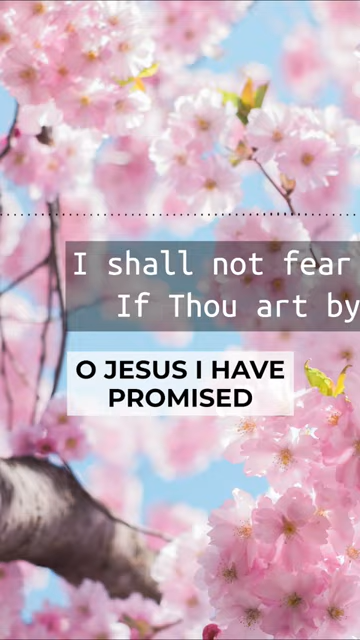 I shall not fear
If Thou art by
O JESUS I HAVE
PROMISED